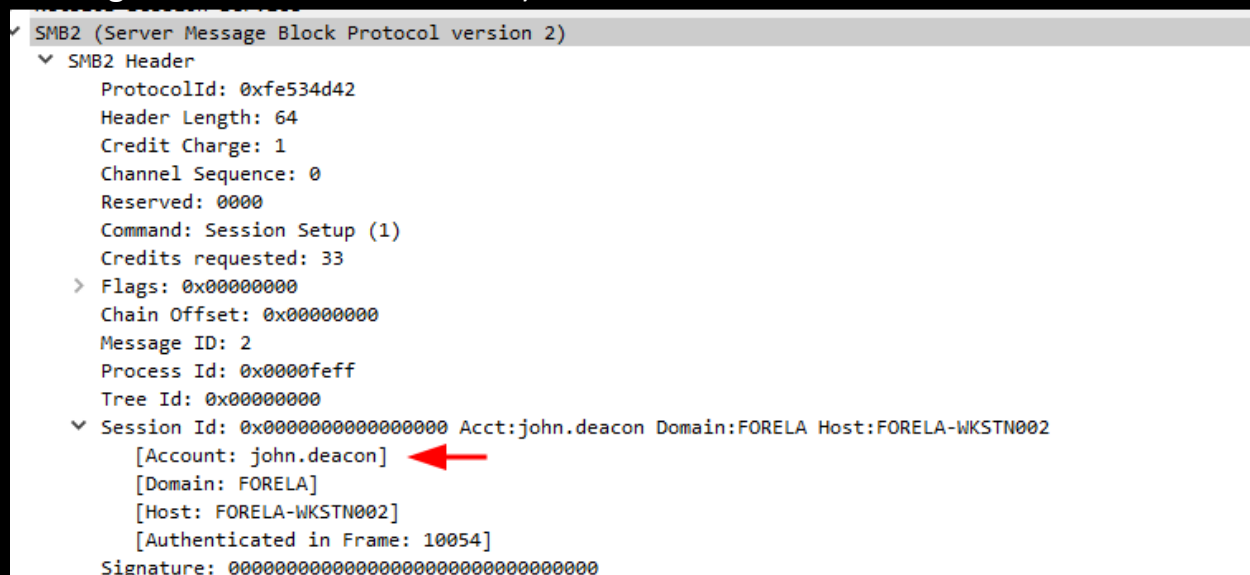 SMB2 (Server Message Block Protocol version 2)
SMB2 Header
ProtocolId: 0xfe534d42
Header Length: 64
Credit Charge: 1
Channel Sequence: 0
Reserved: 0000
Command: Session Setup (1)
Credits requested: 33
Flags: 0x00000000
Chain Offset: 0x00000000
Message ID: 2
Process Id: 0x0000feff
Tree Id: 0x00000000
Session Id: 0x0000000000000000 Acct:john.deacon Domain:FORELA Host:FORELA-WKSTN002
[Account: john.deacon]
[Domain: FORELA]
[Host: FORELA-WKSTN002]
[Authenticated in Frame: 10054]
Signature: 00000000000000000000000000000000